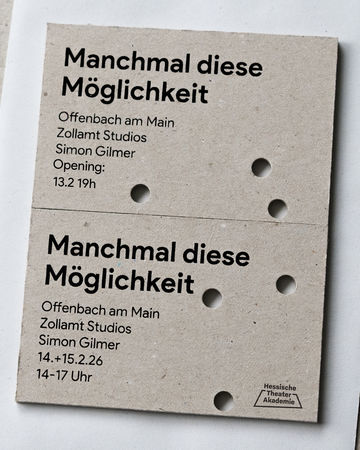 Manchmal diese
Möglichkeit
Offenbach am Main
Zollamt Studios
Simon Gilmer
Opening:
13.2 19h
Manchmal diese
Möglichkeit
Offenbach am Main
Zollamt Studios
Simon Gilmer
14.+15.2.26
14-17 Uhr
Hessische
Theater
Akademie